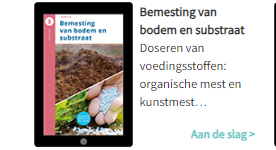 Bemesting van
bodem en substraat
Bemesting van
bodem en substraat
Doseren van
voedingsstoffen:
organische mest en
kunstmest...
Aan de slag >